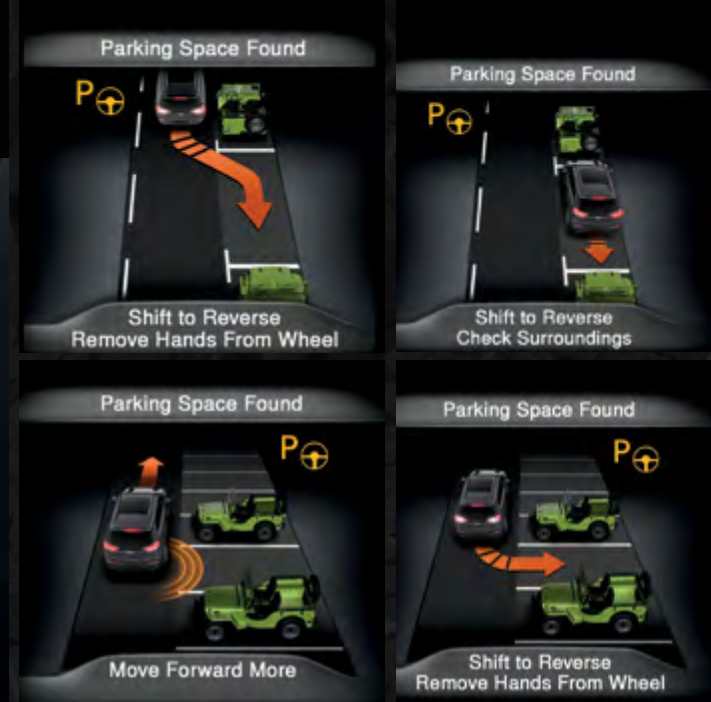 Parking Space Found
P
Shift to Reverse
Remove Hands From Wheel
Parking Space Found
P
Shift to Reverse
Check Surroundings
Parking Space Found
P
Move Forward More
Parking Space Found
P
Shift to Reverse
Remove Hands From Wheel